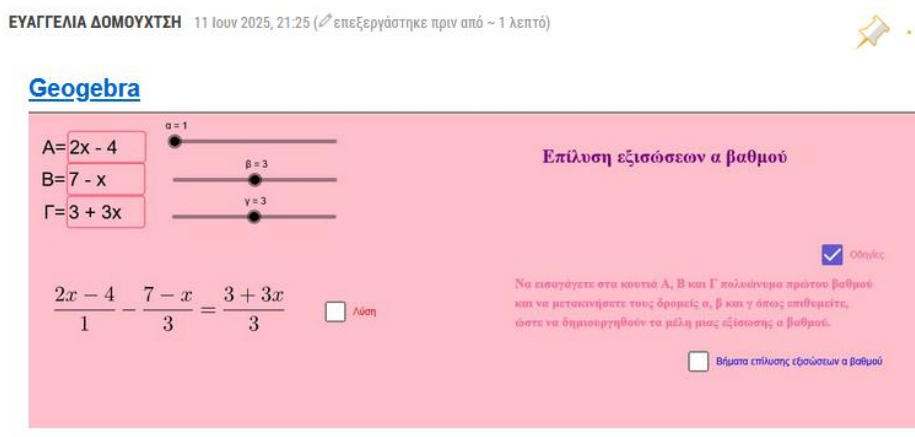 ΕΥΑΓΓΕΛΙΑ ΔΟΜΟΥΧΤΣΗ 11 Ιουν 2025, 21:25 (επεξεργάστηκε πριν από ~ 1 λεπτό)
Geogebra
α = 1
Α= 2x - 4
Επίλυση εξισώσεων α βαθμού
β = 3
Β= 7 - x
γ = 3
Γ= 3 + 3x
Οδηγίες
Να εισαγάγετε στα κουτιά Α, Β και Γ πολυώνυμα πρώτου βαθμού
και να μετακινήσετε τους δρομείς α, β και γ όπως επιθυμείτε,
ώστε να δημιουργηθούν τα μέλη μιας εξίσωσης α βαθμού.
2x − 4 7 − x 3 + 3x
− =
1 3 3
Λύση
Βήματα επίλυσης εξισώσεων α βαθμού